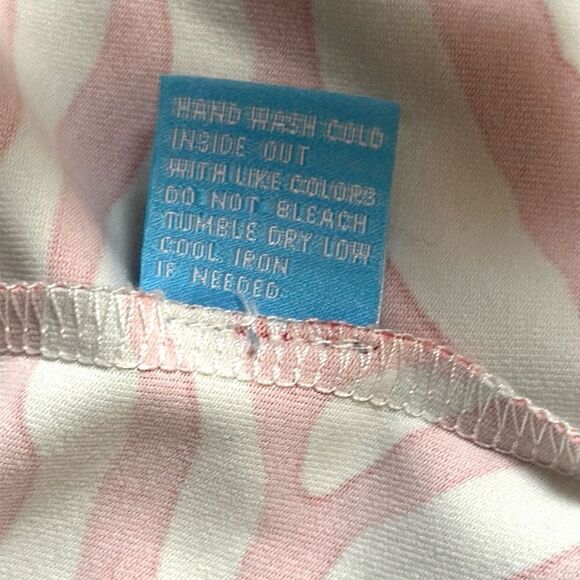 HAND WASH COLD
INSIDE OUT
WITH LIKE COLORS
DO NOT BLEACH
TUMBLE DRY LOW
COOL IRON
IF NEEDED